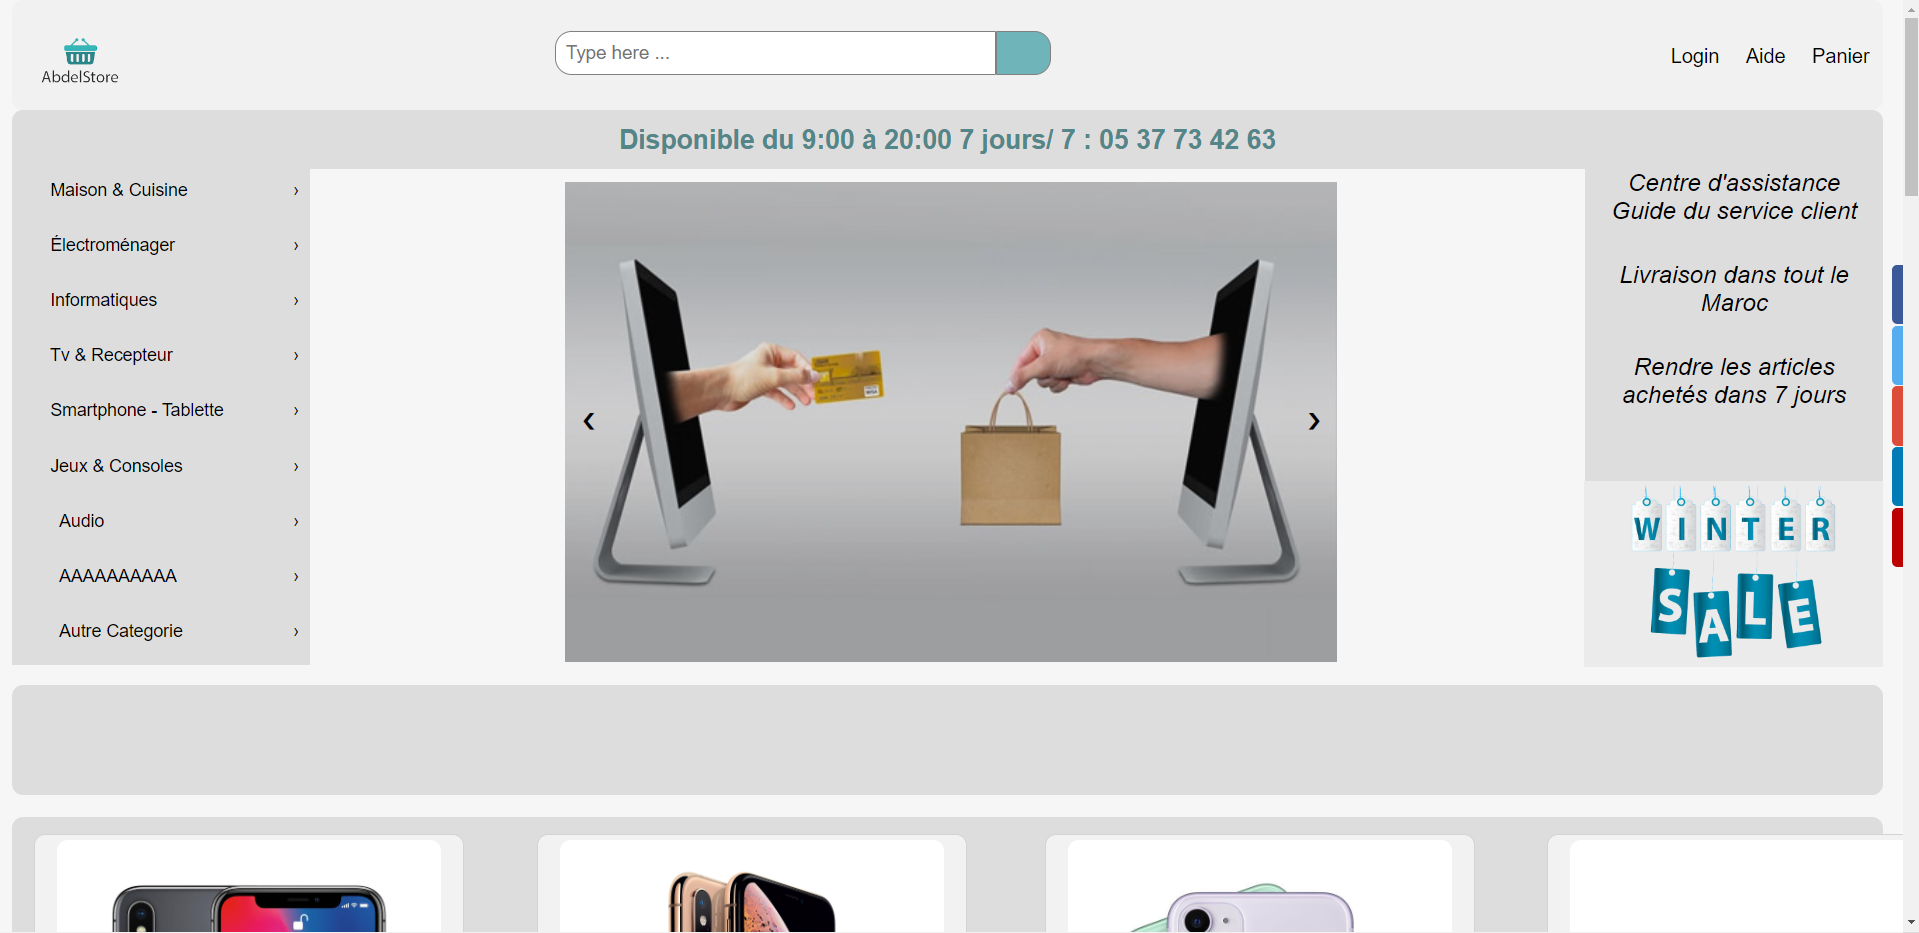 AbdelStore
Type here ...
Login
Aide
Panier
Disponible du 9:00 à 20:00 7 jours/ 7 : 05 37 73 42 63
Maison & Cuisine ›
Électroménager ›
Informatiques ›
Tv & Recepteur ›
Smartphone - Tablette ›
Jeux & Consoles ›
Audio ›
AAAAAAAAAA ›
Autre Categorie ›
❮
❯
Centre d'assistance
Guide du service client
Livraison dans tout le
Maroc
Rendre les articles
achetés dans 7 jours
WINTER
SALE